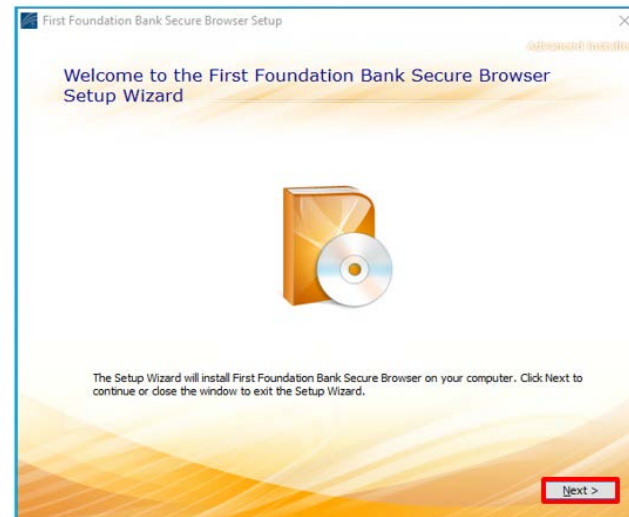 First Foundation Bank Secure Browser Setup
Advanced Installer
Welcome to the First Foundation Bank Secure Browser
Setup Wizard
The Setup Wizard will install First Foundation Bank Secure Browser on your computer. Click Next to
continue or close the window to exit the Setup Wizard.
Next >